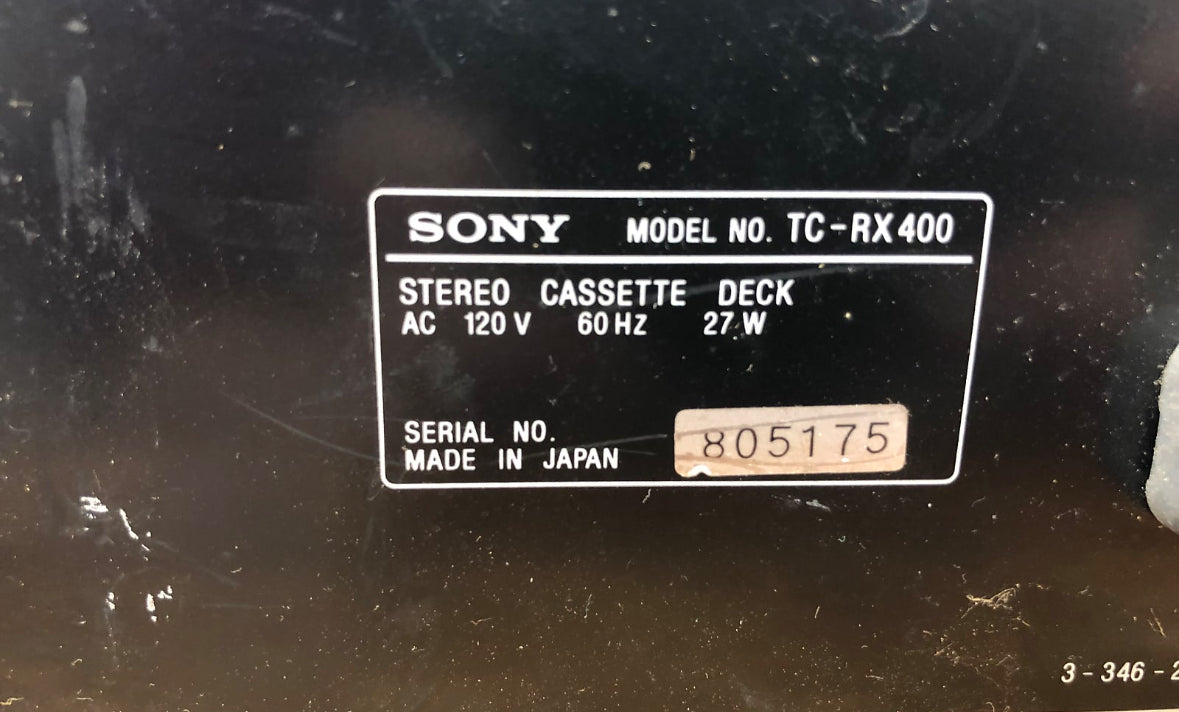 SONY MODEL NO. TC-RX400
STEREO CASSETTE DECK
AC 120 V 60 HZ 27 W
SERIAL NO. 805175
MADE IN JAPAN
3-346-2